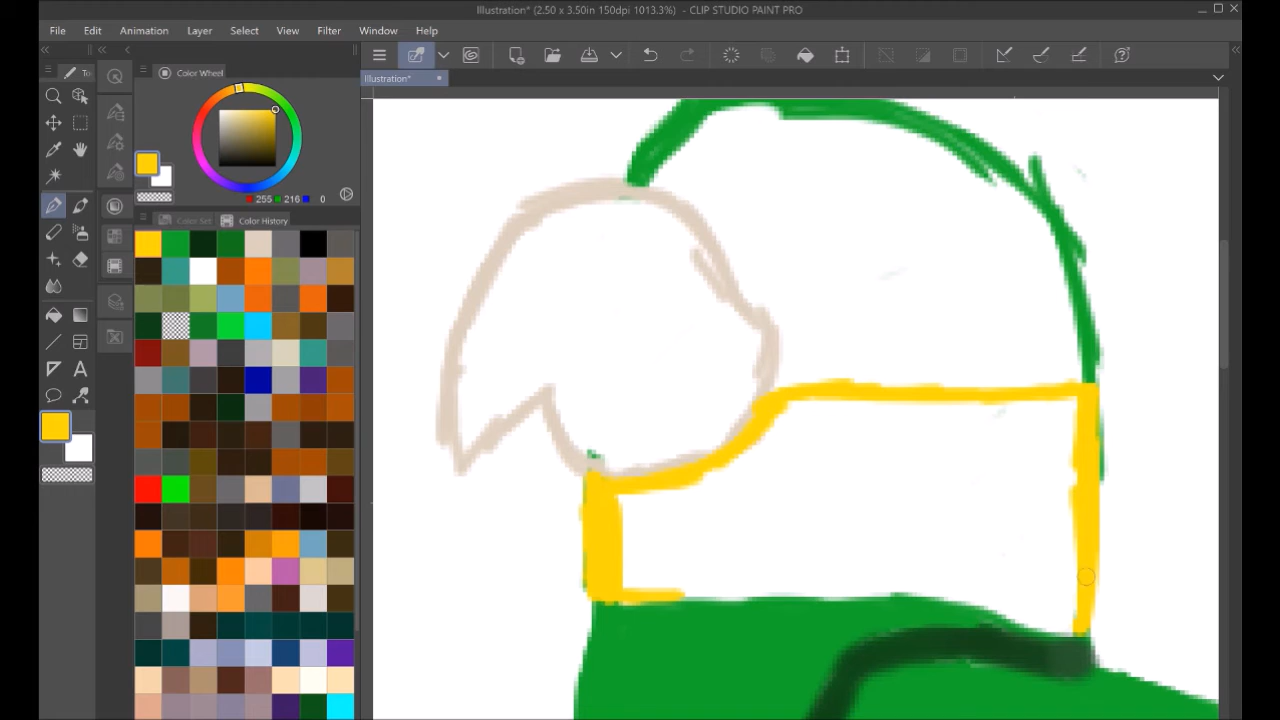 Illustration* (2.50 x 3.50in 150dpi 1013.3%) - CLIP STUDIO PAINT PRO
File Edit Animation Layer Select View Filter Window Help
Illustration*
To
Color Wheel
255 216 0
Color Set Color History